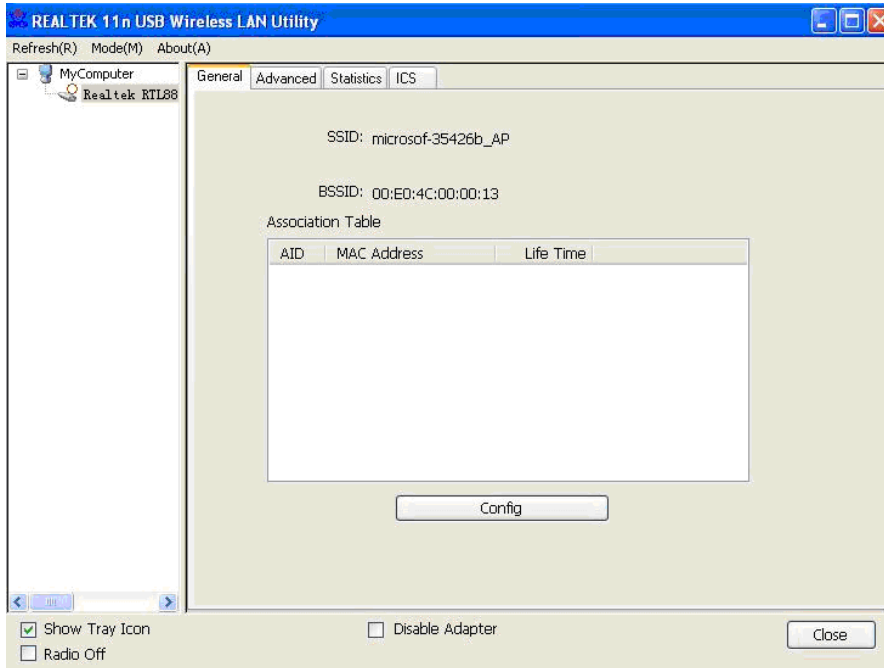 REALTEK 11n USB Wireless LAN Utility
Refresh(R) Mode(M) About(A)
MyComputer
Realtek RTL88
General Advanced Statistics ICS
SSID: microsof-35426b_AP
BSSID: 00:E0:4C:00:00:13
Association Table
AID MAC Address Life Time
Config
Show Tray Icon
Radio Off
Disable Adapter
Close